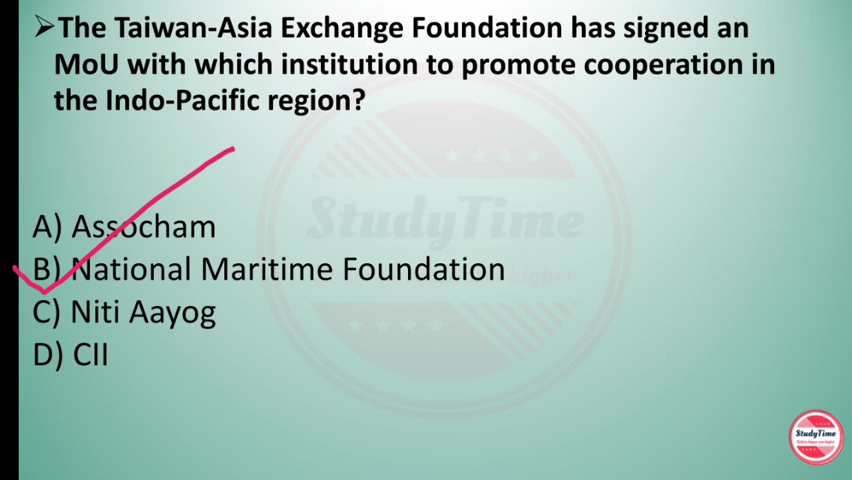 ➢The Taiwan-Asia Exchange Foundation has signed an
MoU with which institution to promote cooperation in
the Indo-Pacific region?
A) Assocham
B) National Maritime Foundation
C) Niti Aayog
D) CII
StudyTime
StudyTime